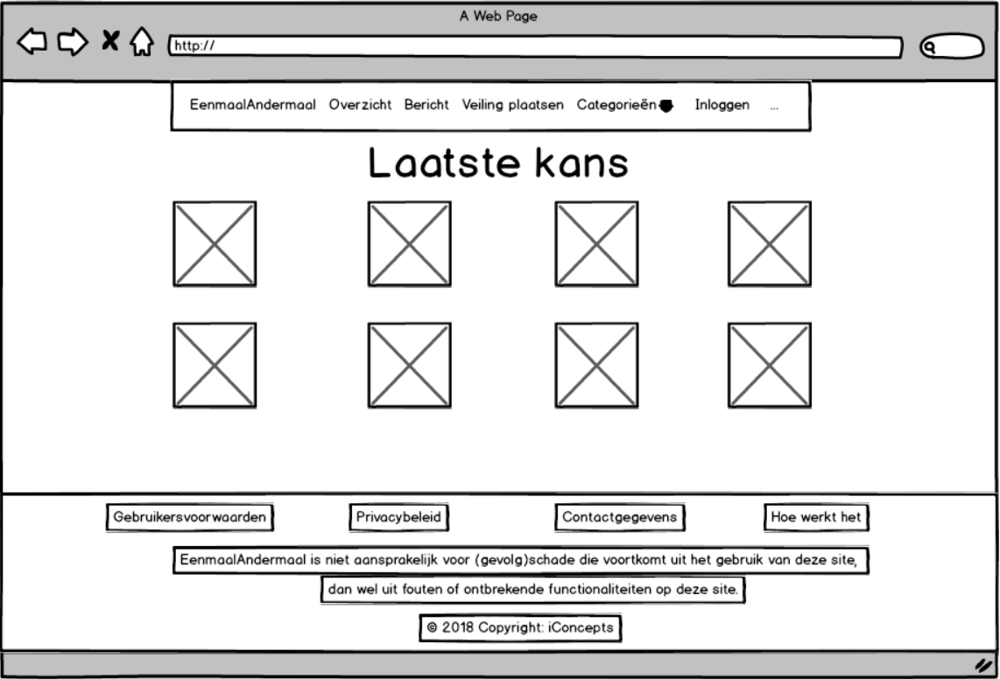 A Web Page
http://
EenmaalAndermaal Overzicht Bericht Veiling plaatsen Categorieën Inloggen ...
Laatste kans
Gebruikersvoorwaarden Privacybeleid Contactgegevens Hoe werkt het
EenmaalAndermaal is niet aansprakelijk voor (gevolg)schade die voortkomt uit het gebruik van deze site,
dan wel uit fouten of ontbrekende functionaliteiten op deze site.
© 2018 Copyright: iConcepts